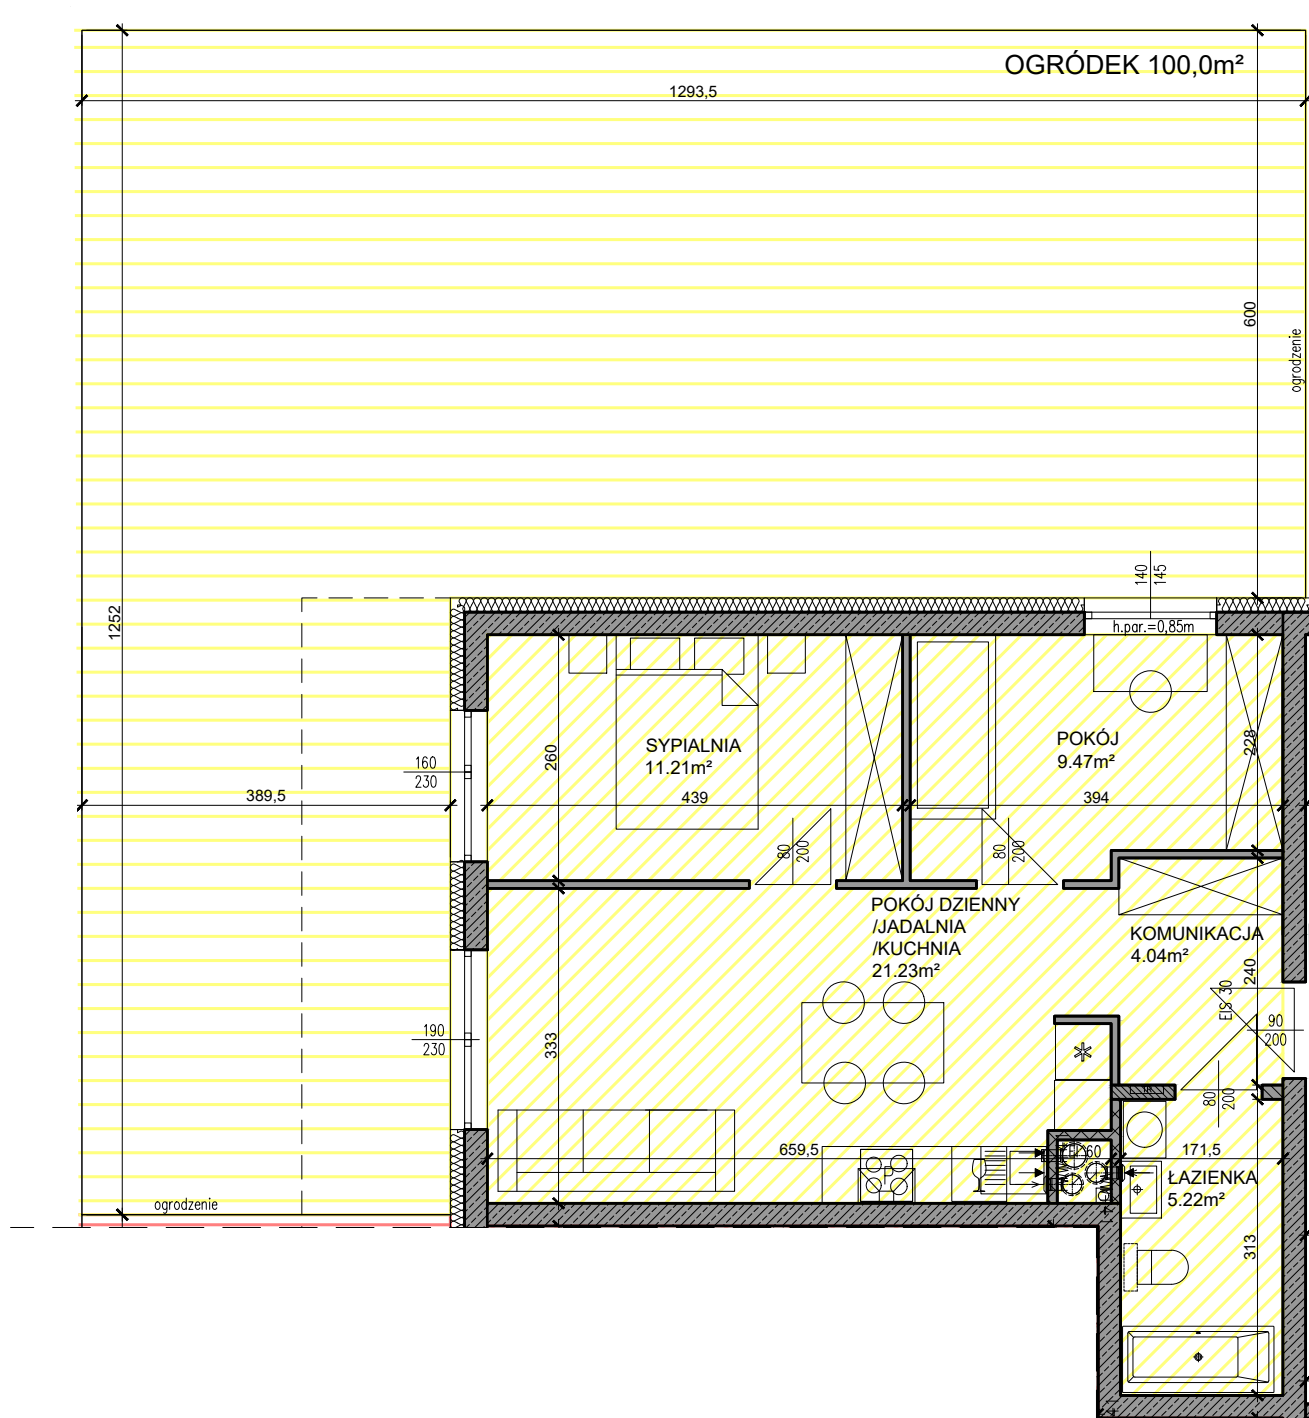 OGRÓDEK 100,0m²
1293,5
600
ogrodzenie
1252
140
145
h.par.=0,85m
SYPIALNIA
11.21m²
POKÓJ
9.47m²
260
228
160
230
389,5
439
394
80
200
80
200
POKÓJ DZIENNY
/JADALNIA
/KUCHNIA
21.23m²
KOMUNIKACJA
4.04m²
240
EIS 30
90
200
190
230
333
80
200
659,5
60
171,5
P
ŁAZIENKA
5.22m²
ogrodzenie
313